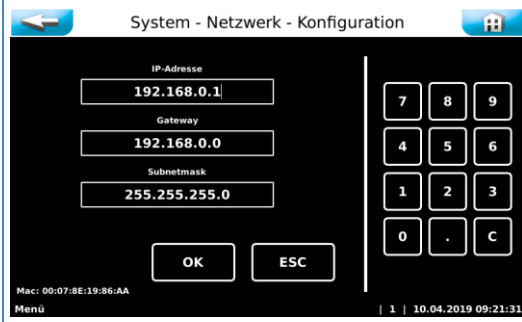 System - Netzwerk - Konfiguration
IP-Adresse
192.168.0.1
Gateway
192.168.0.0
Subnetmask
255.255.255.0
7 8 9
4 5 6
1 2 3
0 . C
OK ESC
Mac: 00:07:8E:19:86:AA
Menü | 1 | 10.04.2019 09:21:31